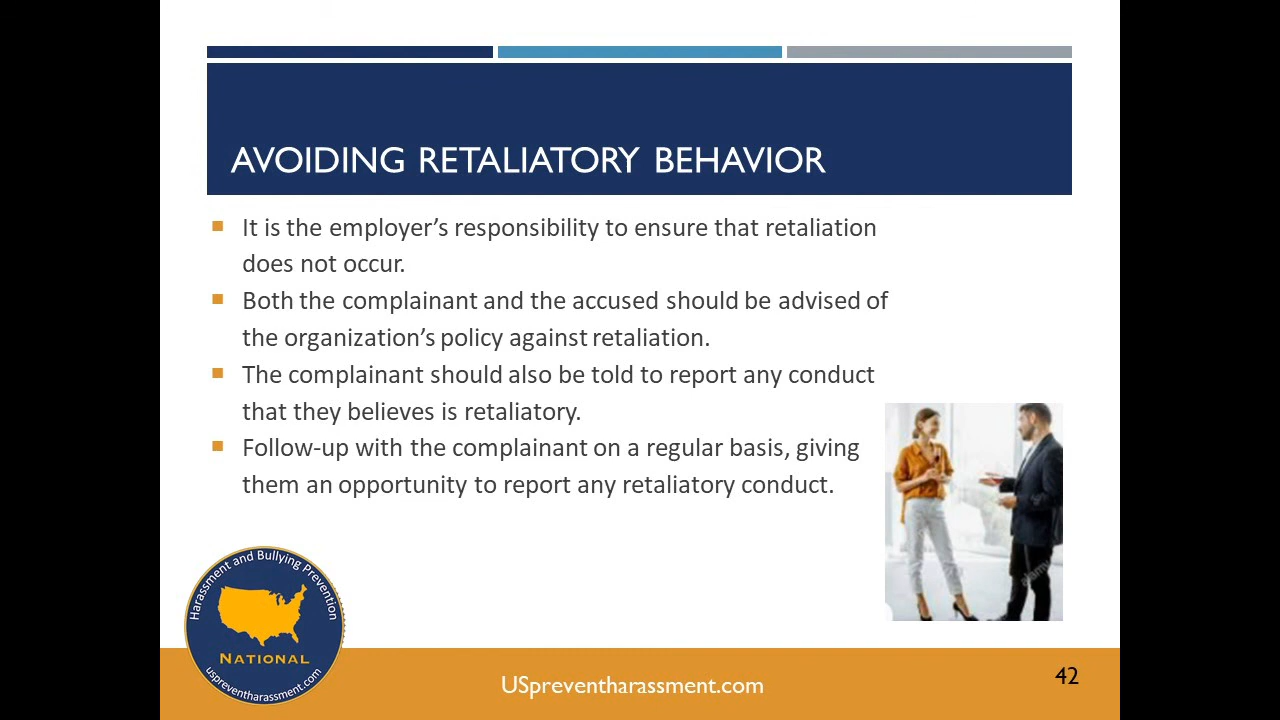 AVOIDING RETALIATORY BEHAVIOR
It is the employer’s responsibility to ensure that retaliation
does not occur.
Both the complainant and the accused should be advised of
the organization’s policy against retaliation.
The complainant should also be told to report any conduct
that they believes is retaliatory.
Follow-up with the complainant on a regular basis, giving
them an opportunity to report any retaliatory conduct.
Harassment and Bullying Prevention
NATIONAL
uspreventharassment.com
USpreventharassment.com
42